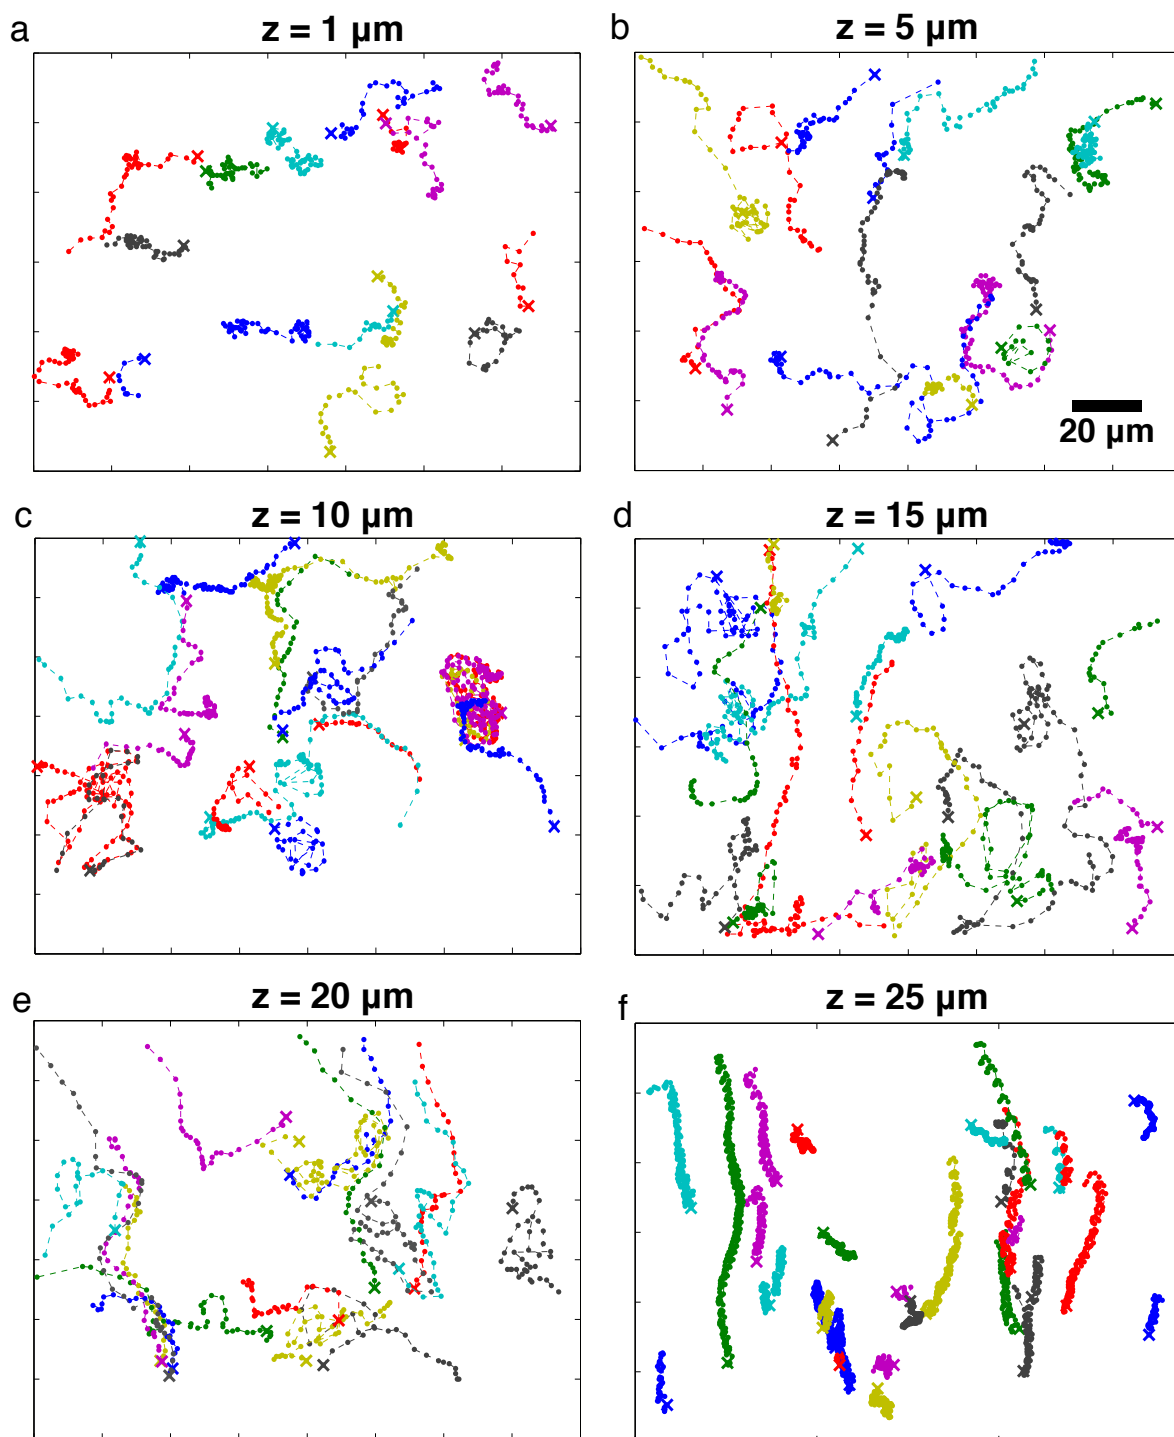 a
z = 1 µm
b
z = 5 µm
20 µm
c
z = 10 µm
d
z = 15 µm
e
z = 20 µm
f
z = 25 µm